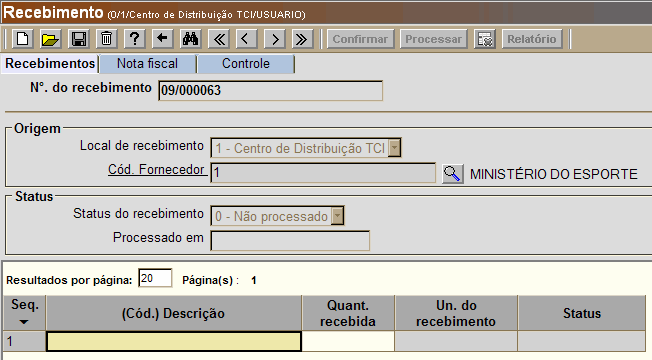 Recebimento (0/1/Centro de Distribuição TCI/USUARIO)
? Confirmar Processar Relatório
Recebimentos Nota fiscal Controle
N°. do recebimento 09/000063
Origem
Local de recebimento 1 - Centro de Distribuição TCI
Cód. Fornecedor 1 MINISTÉRIO DO ESPORTE
Status
Status do recebimento 0 - Não processado
Processado em
Resultados por página: 20 Página(s) : 1
Seq. (Cód.) Descrição Quant. recebida Un. do recebimento Status
1